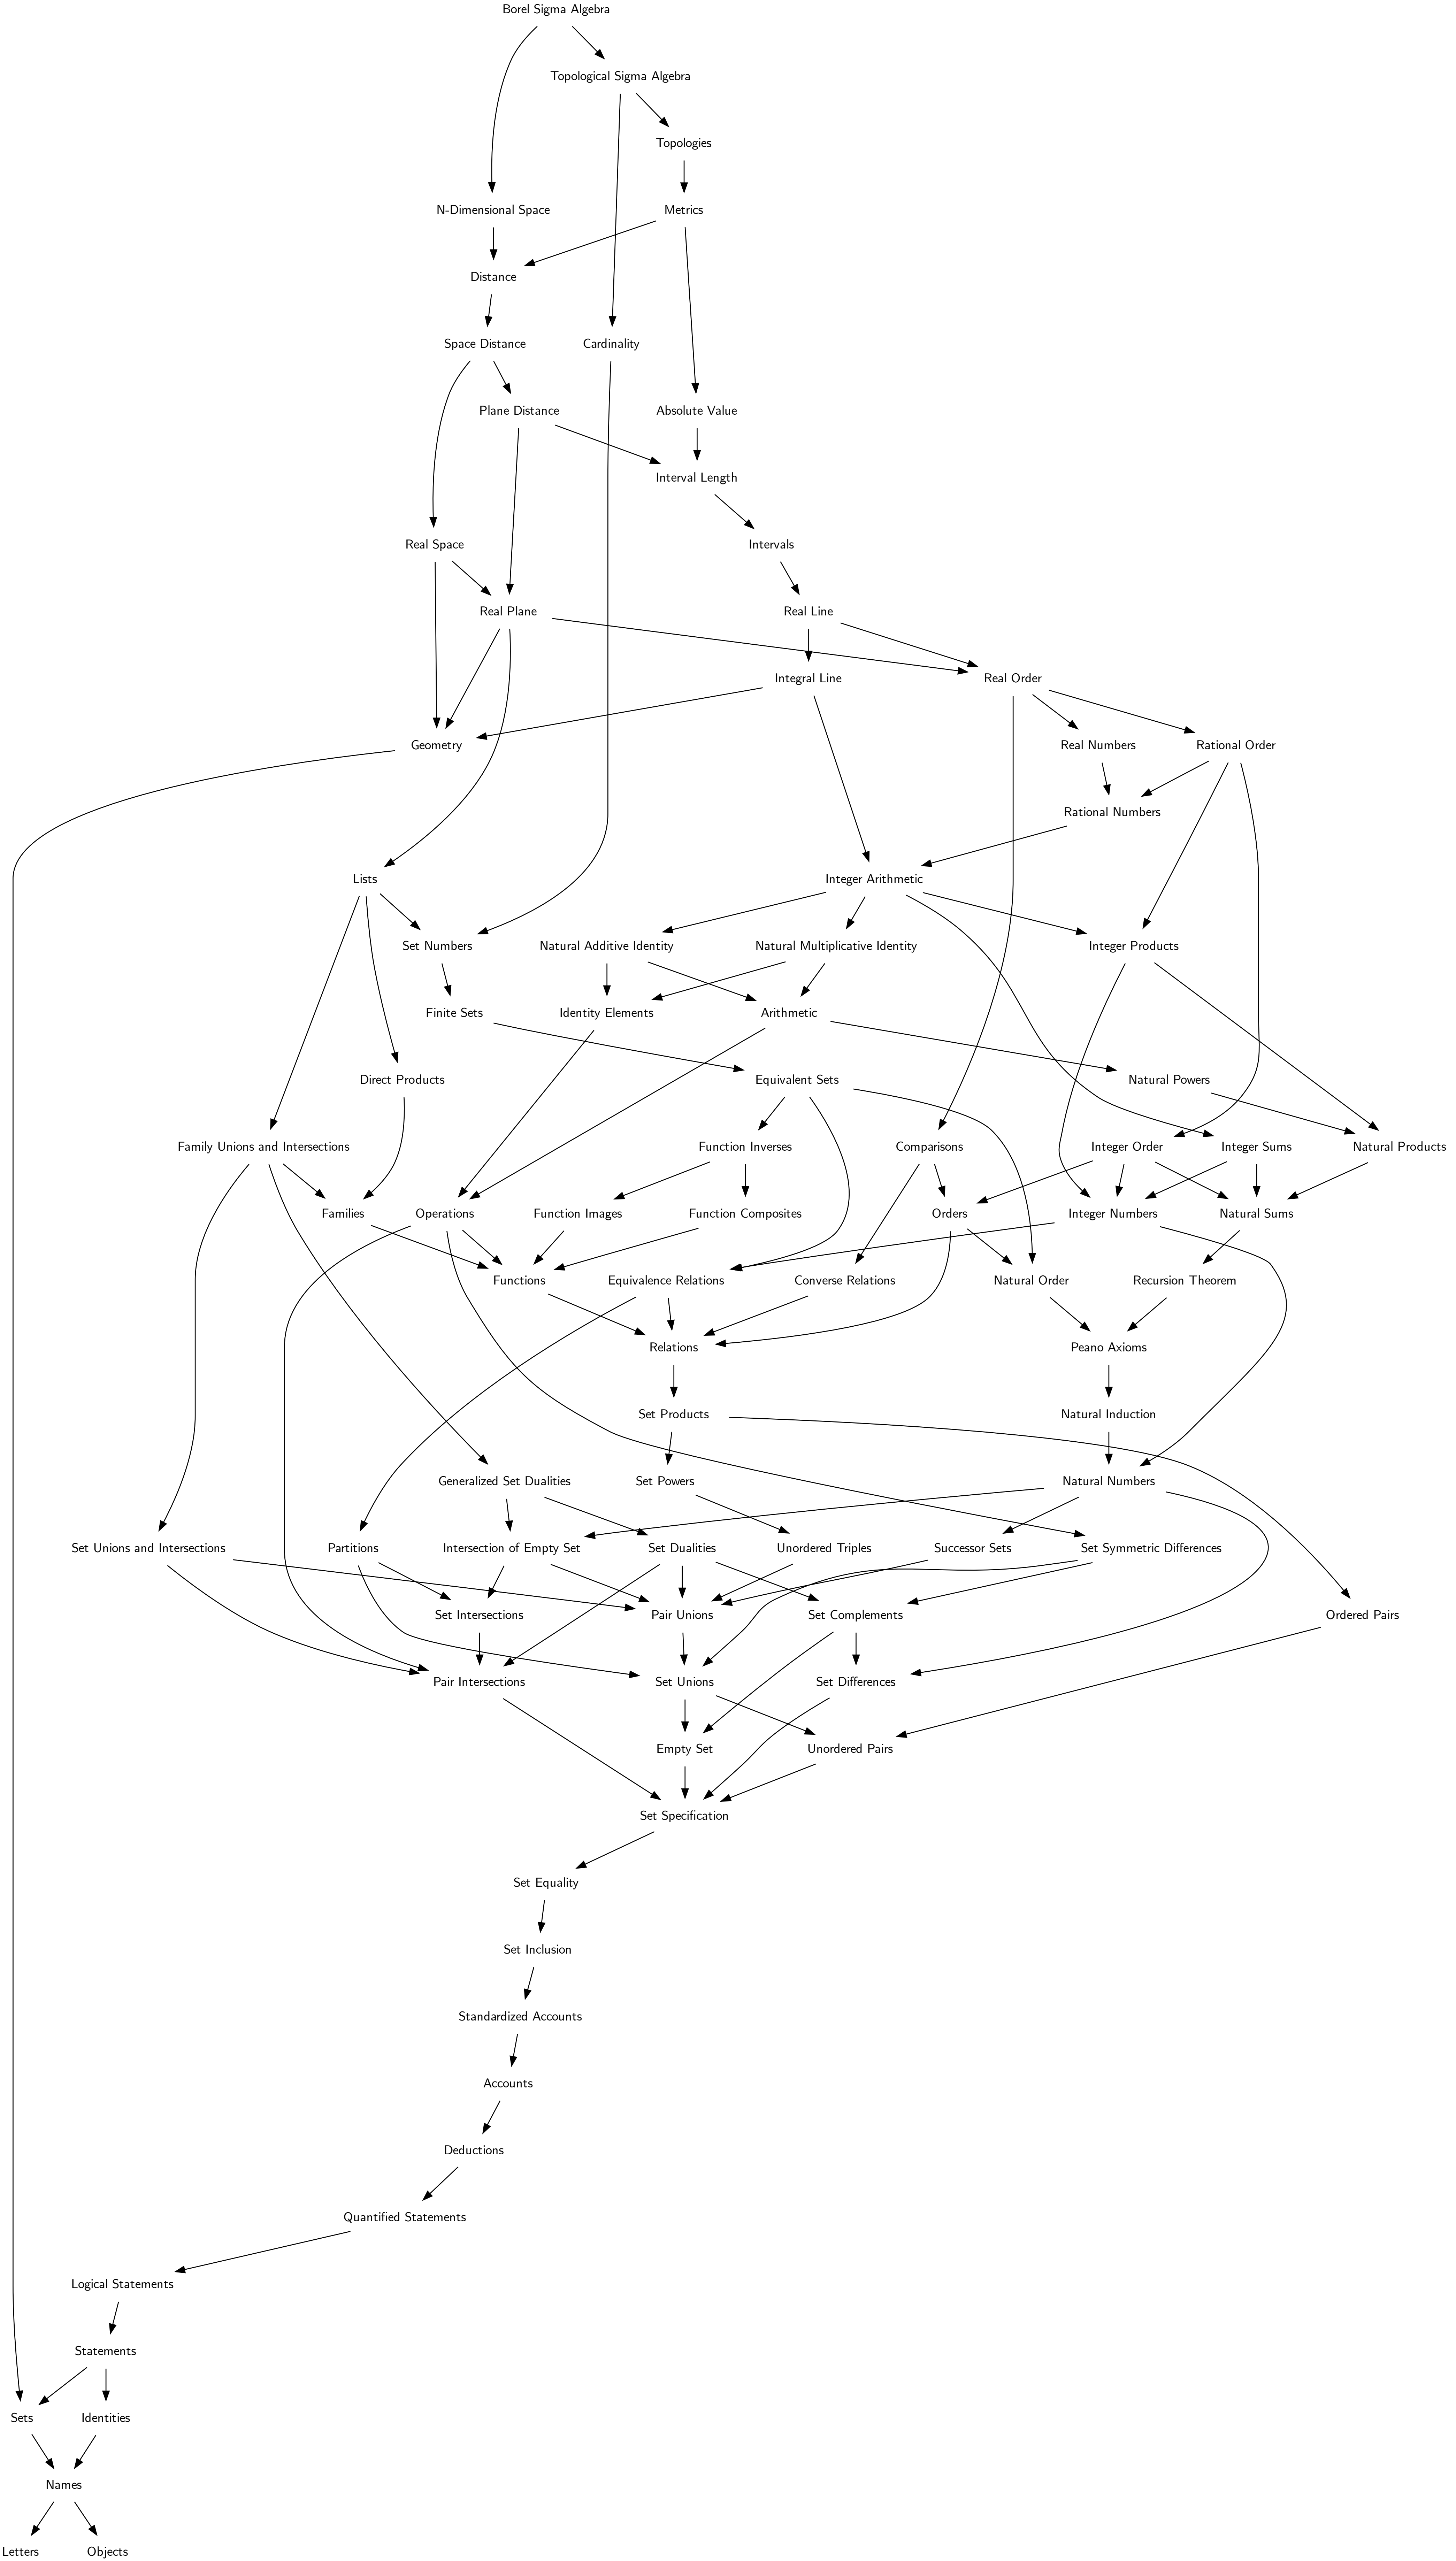 Borel Sigma Algebra
Topological Sigma Algebra
Topologies
N-Dimensional Space
Metrics
Distance
Space Distance
Cardinality
Plane Distance
Absolute Value
Interval Length
Real Space
Intervals
Real Plane
Real Line
Integral Line
Real Order
Geometry
Real Numbers
Rational Order
Rational Numbers
Lists
Integer Arithmetic
Set Numbers
Natural Additive Identity
Natural Multiplicative Identity
Integer Products
Finite Sets
Identity Elements
Arithmetic
Direct Products
Equivalent Sets
Natural Powers
Family Unions and Intersections
Function Inverses
Comparisons
Integer Order
Integer Sums
Natural Products
Families
Operations
Function Images
Function Composites
Orders
Integer Numbers
Natural Sums
Functions
Equivalence Relations
Converse Relations
Natural Order
Recursion Theorem
Relations
Peano Axioms
Set Products
Natural Induction
Generalized Set Dualities
Set Powers
Natural Numbers
Set Unions and Intersections
Partitions
Intersection of Empty Set
Set Dualities
Unordered Triples
Successor Sets
Set Symmetric Differences
Set Intersections
Pair Unions
Set Complements
Ordered Pairs
Pair Intersections
Set Unions
Set Differences
Empty Set
Unordered Pairs
Set Specification
Set Equality
Set Inclusion
Standardized Accounts
Accounts
Deductions
Quantified Statements
Logical Statements
Statements
Sets
Identities
Names
Letters
Objects